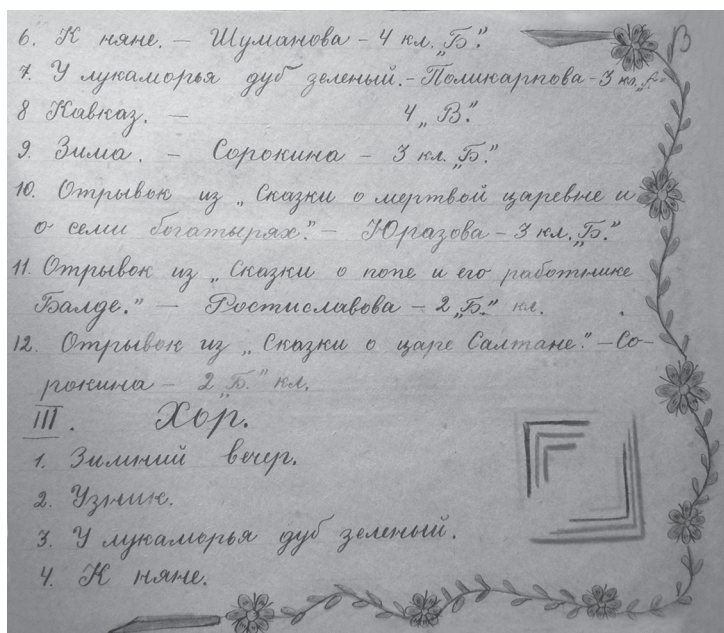 6. К няне. – Шуманова – 4 кл. „Б."
7. У лукоморья дуб зеленый. – Поликарпова – 3 кл.
8 Кавказ. – 4 „В."
9. Зима. – Сорокина – 3 кл. „Б."
10. Отрывок из „Сказки о мертвой царевне и
о семи богатырях." – Юразова – 3 кл. „Б."
11. Отрывок из „Сказки о попе и его работнике
Балде." – Ростиславова – 2 „Б." кл.
12. Отрывок из „Сказки о царе Салтане." – Со-
рокина – 2 „Б." кл.
III. Хор.
1. Зимний вечер.
2. Узник.
3. У лукаморья дуб зеленый.
4. К няне.